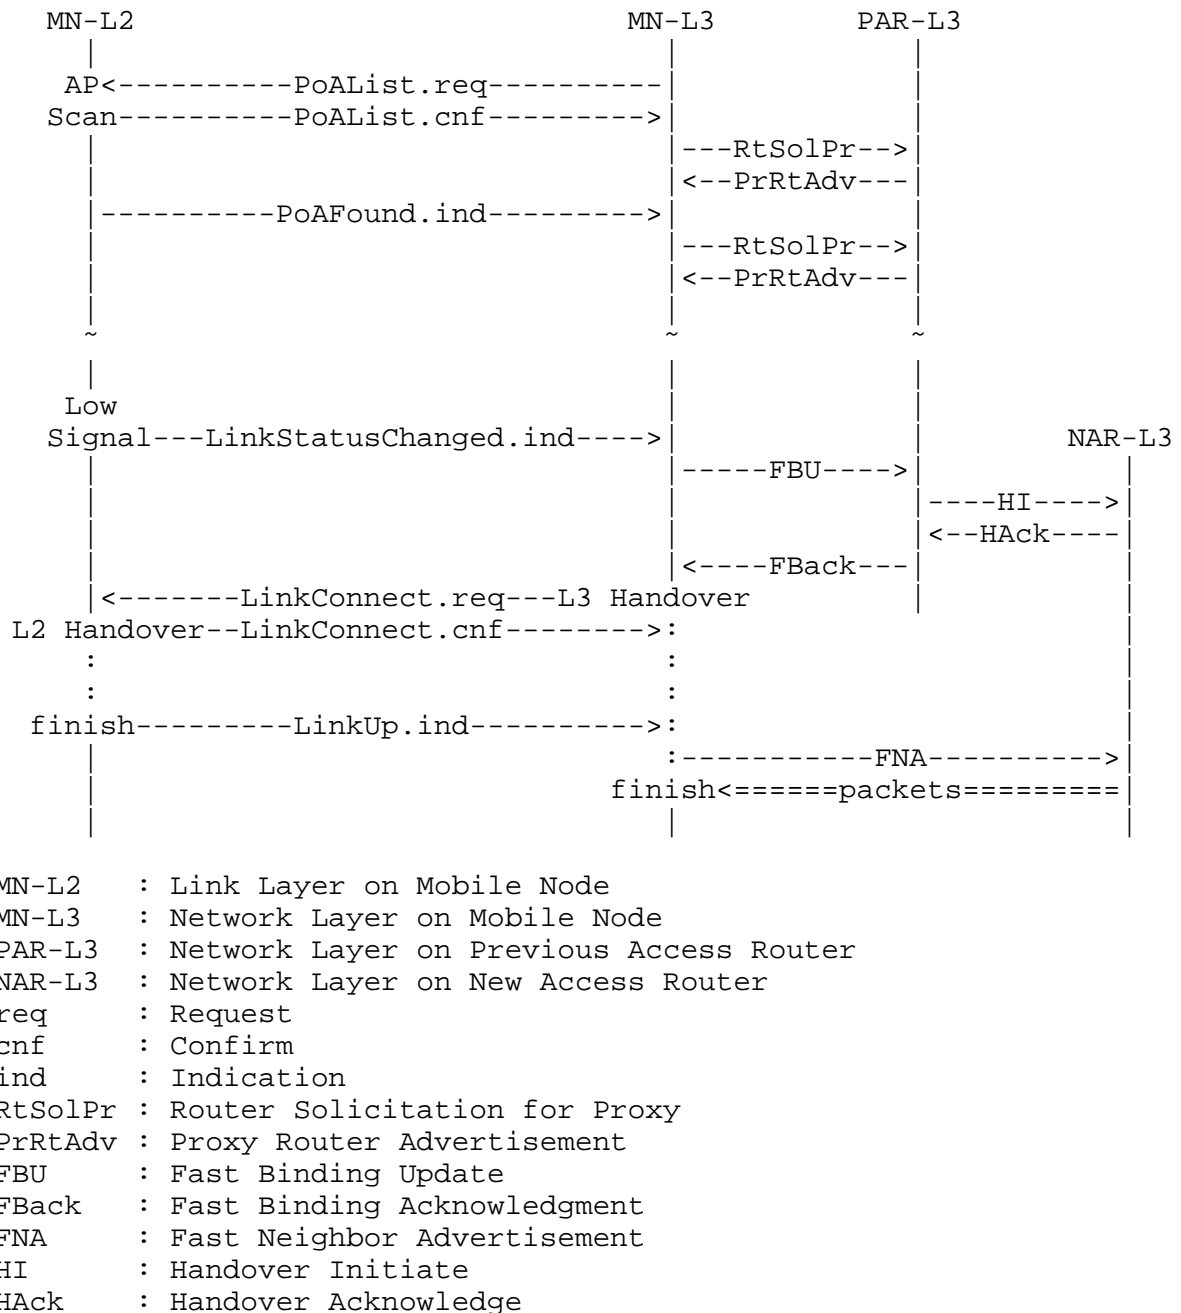 MN-L2                            MN-L3        PAR-L3
      |                                |             |
     AP<----------PoAList.req----------|             |
    Scan----------PoAList.cnf--------->|             |
      |                                |---RtSolPr-->|
      |                                |<--PrRtAdv---|
      |----------PoAFound.ind--------->|             |
      |                                |---RtSolPr-->|
      |                                |<--PrRtAdv---|
      |                                |             |
      ~                                ~             ~
      |                                |             |
     Low                               |             |
    Signal---LinkStatusChanged.ind---->|             |        NAR-L3
      |                                |-----FBU---->|           |
      |                                |             |----HI---->|
      |                                |             |<--HAck----|
      |                                |<----FBack---|           |
      |<-------LinkConnect.req---L3 Handover         |           |
  L2 Handover--LinkConnect.cnf-------->:                         |
      :                                :                         |
      :                                :                         |
   finish---------LinkUp.ind---------->:                         |
      |                                :-----------FNA---------->|
      |                             finish<======packets=========|
      |                                |                         |
MN-L2   : Link Layer on Mobile Node
MN-L3   : Network Layer on Mobile Node
PAR-L3  : Network Layer on Previous Access Router
NAR-L3  : Network Layer on New Access Router
req     : Request
cnf     : Confirm
ind     : Indication
RtSolPr : Router Solicitation for Proxy
PrRtAdv : Proxy Router Advertisement
FBU     : Fast Binding Update
FBack   : Fast Binding Acknowledgment
FNA     : Fast Neighbor Advertisement
HI      : Handover Initiate
HAck    : Handover Acknowledge